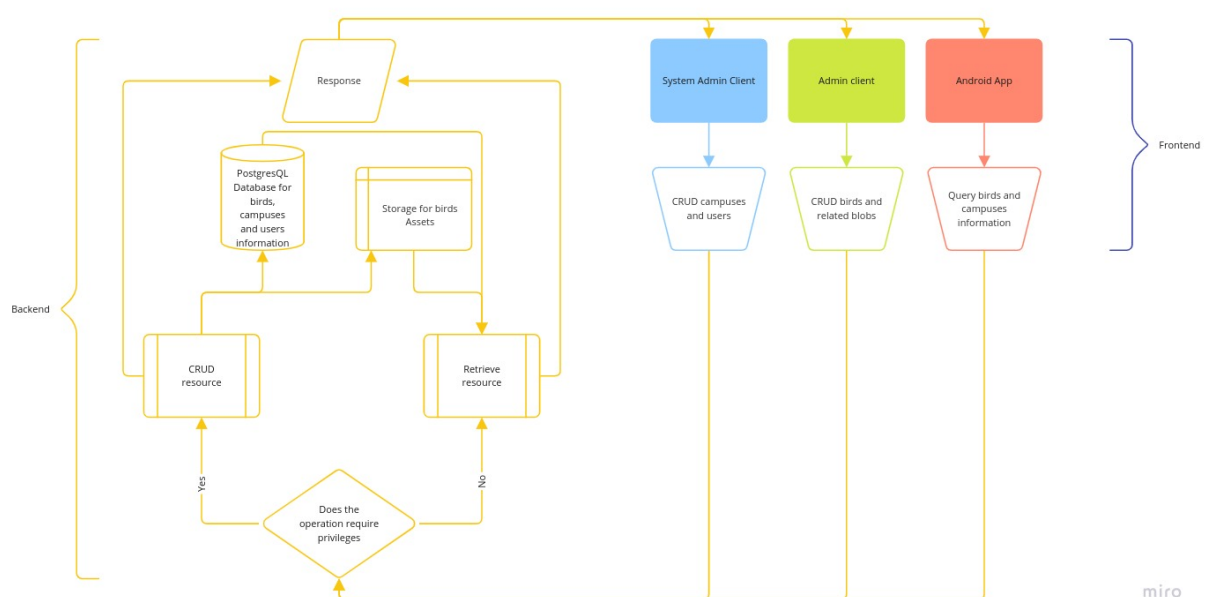 Response
System Admin Client
Admin client
Android App
Frontend
PostgresQL
Database for
birds,
campuses
and users
information
Storage for birds
Assets
CRUD campuses
and users
CRUD birds and
related blobs
Query birds and
campuses
information
Backend
CRUD
resource
Retrieve
resource
Yes
No
Does the
operation require
privileges
miro